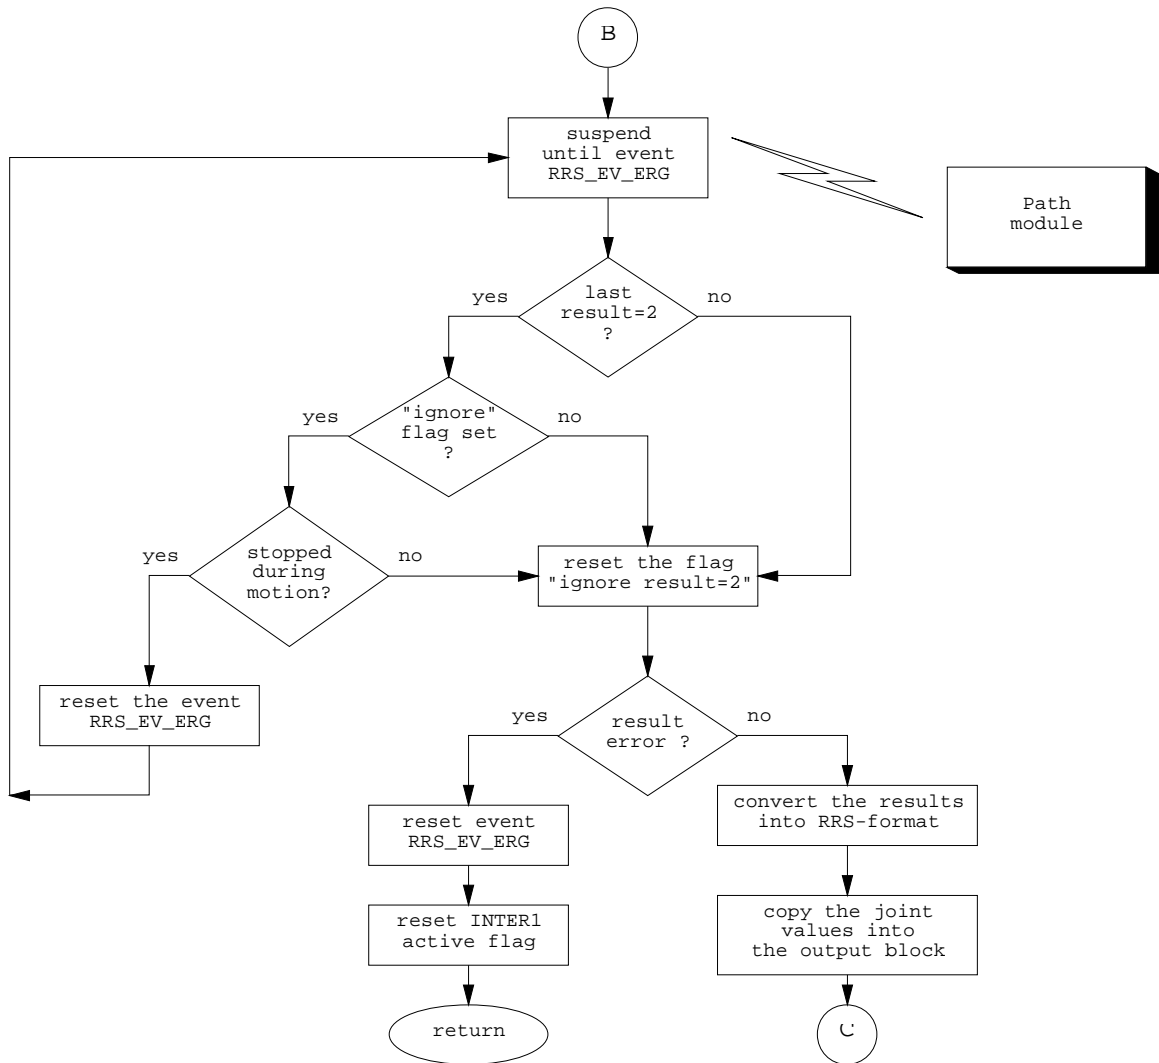 B
suspend
until event
RRS_EV_ERG
Path
module
yes
last
result=2
?
no
yes
"ignore"
flag set
?
no
yes
stopped
during
motion?
no
reset the flag
"ignore result=2"
reset the event
RRS_EV_ERG
yes
result
error ?
no
reset event
RRS_EV_ERG
convert the results
into RRS-format
reset INTER1
active flag
copy the joint
values into
the output block
return
C